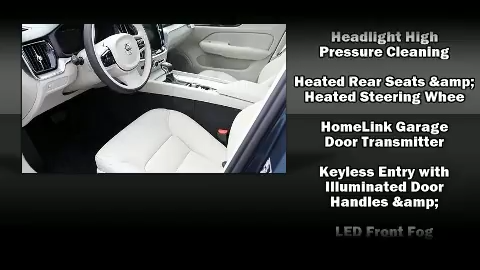 Headlight High
Pressure Cleaning
Heated Rear Seats &amp;
Heated Steering Whee
HomeLink Garage
Door Transmitter
Keyless Entry with
Illuminated Door
Handles &amp;
LED Front Fog